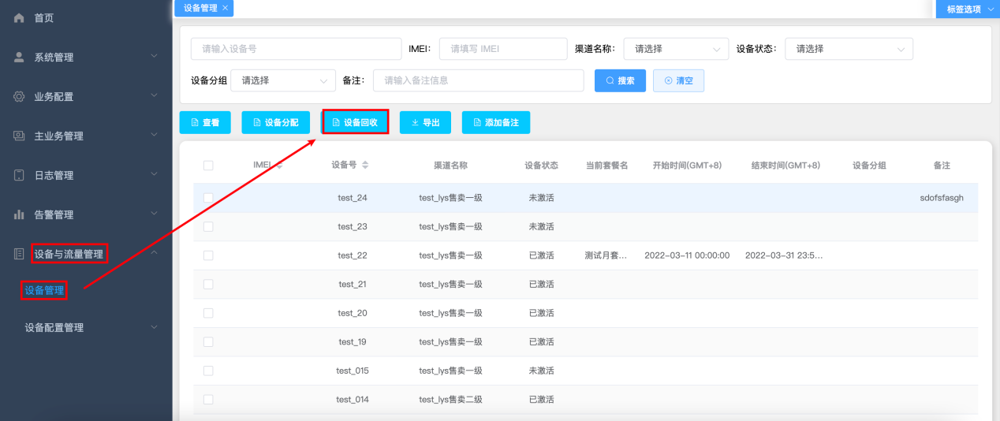 首页
系统管理
业务配置
主业务管理
日志管理
告警管理
设备与流量管理
设备管理
设备配置管理
设备管理 ×
标签选项
请输入设备号 IMEI: 请填写 IMEI 渠道名称: 请选择 设备状态: 请选择
设备分组 请选择 备注: 请输入备注信息 搜索 清空
查看 设备分配 设备回收 导出 添加备注
IMEI 设备号 渠道名称 设备状态 当前套餐名 开始时间(GMT+8) 结束时间(GMT+8) 设备分组 备注
test_24 test_lys售卖一级 未激活 sdofsfasgh
test_23 test_lys售卖一级 未激活
test_22 test_lys售卖一级 已激活 测试月套... 2022-03-11 00:00:00 2022-03-31 23:5...
test_21 test_lys售卖一级 已激活
test_20 test_lys售卖一级 已激活
test_19 test_lys售卖一级 已激活
test_015 test_lys售卖一级 未激活
test_014 test_lys售卖二级 已激活